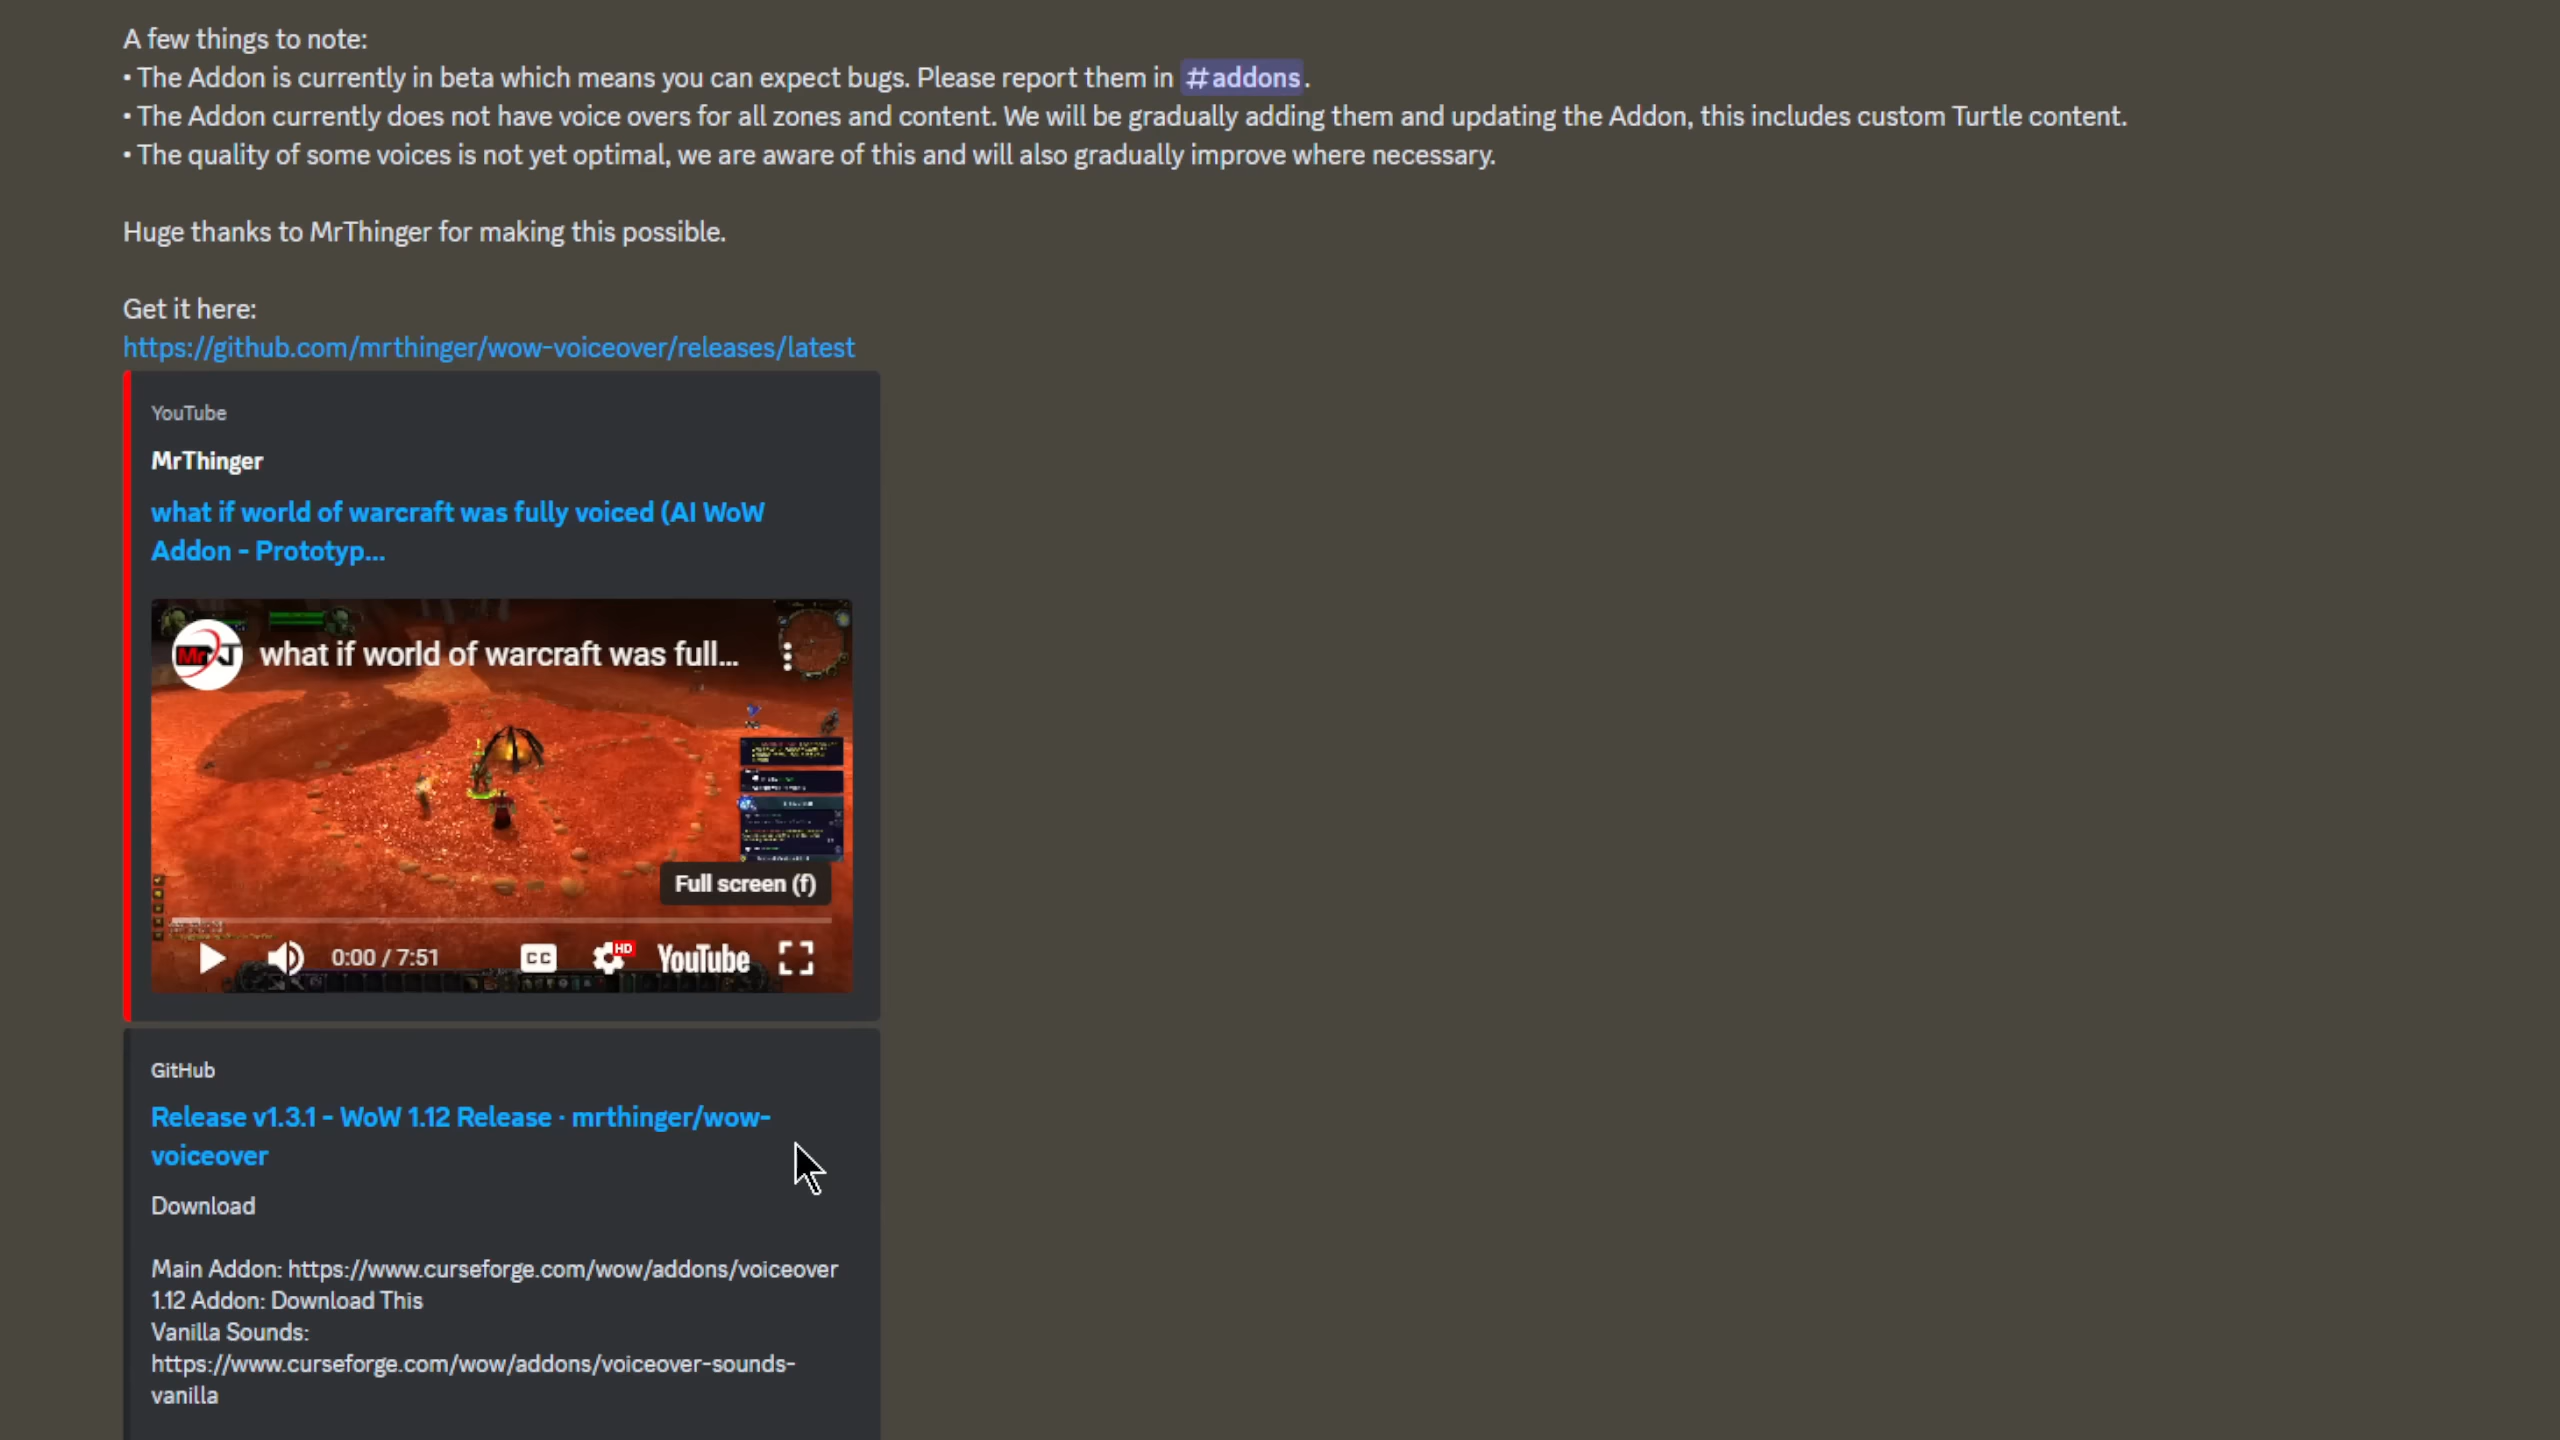 A few things to note:
• The Addon is currently in beta which means you can expect bugs. Please report them in #addons.
• The Addon currently does not have voice overs for all zones and content. We will be gradually adding them and updating the Addon, this includes custom Turtle content.
• The quality of some voices is not yet optimal, we are aware of this and will also gradually improve where necessary.
Huge thanks to MrThinger for making this possible.
Get it here:
https://github.com/mrthinger/wow-voiceover/releases/latest
YouTube
MrThinger
what if world of warcraft was fully voiced (AI WoW
Addon - Prototyp...
what if world of warcraft was full...
Full screen (f)
0:00 / 7:51
CC
HD
YouTube
GitHub
Release v1.3.1 - WoW 1.12 Release · mrthinger/wow-
voiceover
Download
Main Addon: https://www.curseforge.com/wow/addons/voiceover
1.12 Addon: Download This
Vanilla Sounds:
https://www.curseforge.com/wow/addons/voiceover-sounds-
vanilla